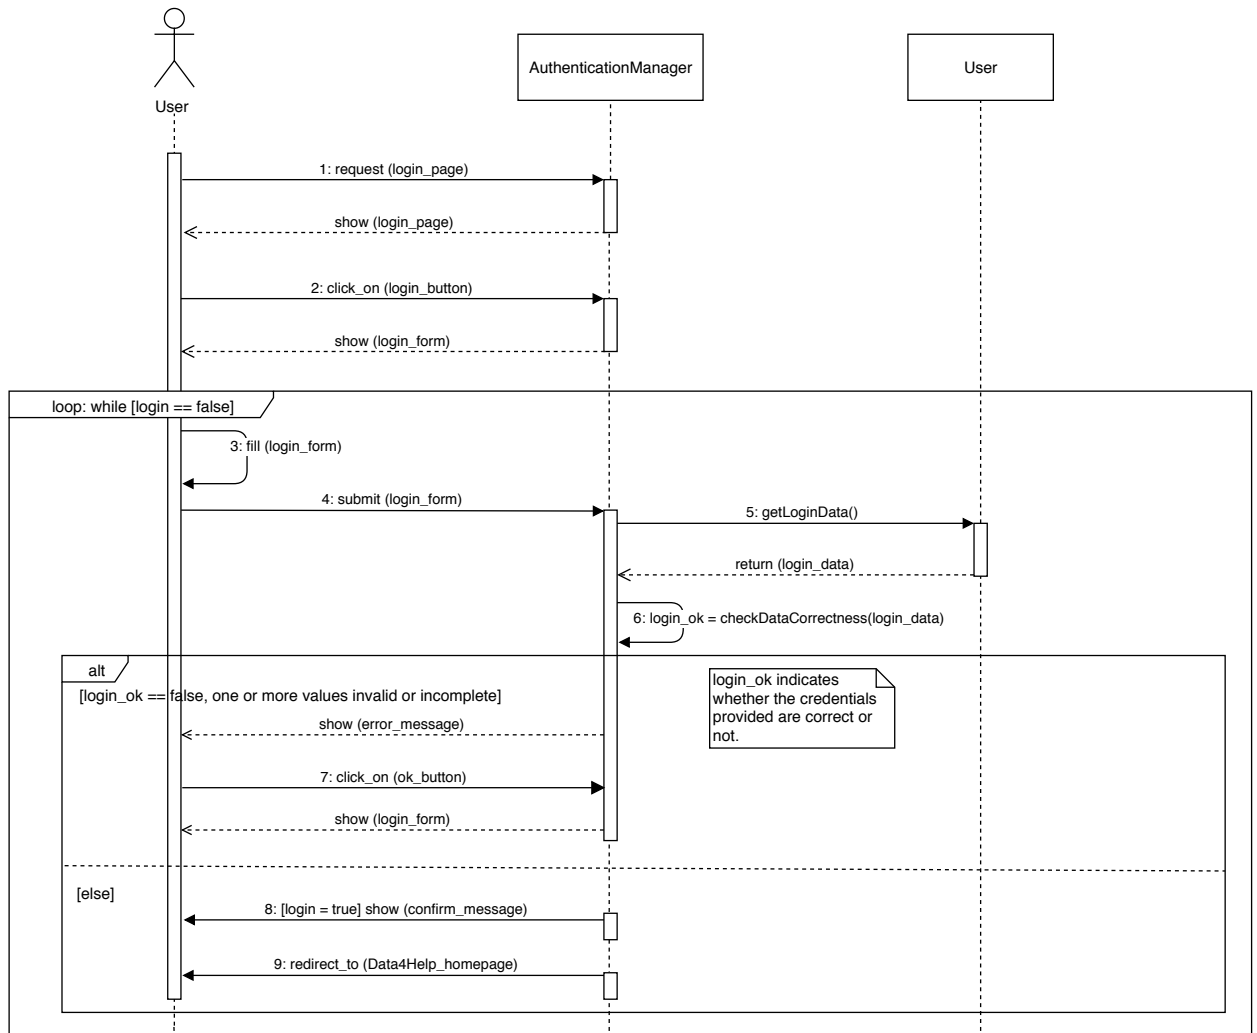 AuthenticationManager
User
User
1: request (login_page)
show (login_page)
2: click_on (login_button)
show (login_form)
loop: while [login == false]
3: fill (login_form)
4: submit (login_form)
5: getLoginData()
return (login_data)
6: login_ok = checkDataCorrectness(login_data)
alt
[login_ok == false, one or more values invalid or incomplete]
login_ok indicates
whether the credentials
provided are correct or
not.
show (error_message)
7: click_on (ok_button)
show (login_form)
[else]
8: [login = true] show (confirm_message)
9: redirect_to (Data4Help_homepage)